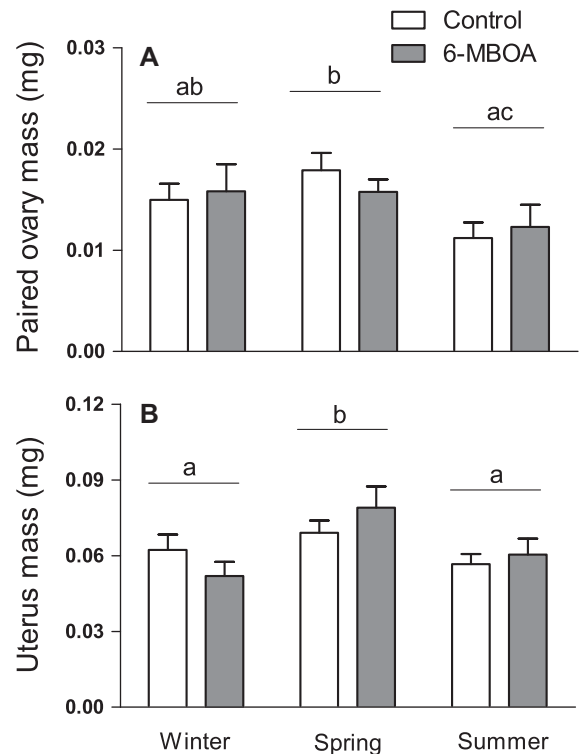 Control
6-MBOA
Paired ovary mass (mg)
0.03
0.02
0.01
0.00
A
ab
b
ac
Uterus mass (mg)
0.12
0.09
0.06
0.03
0.00
B
a
b
a
Winter Spring Summer